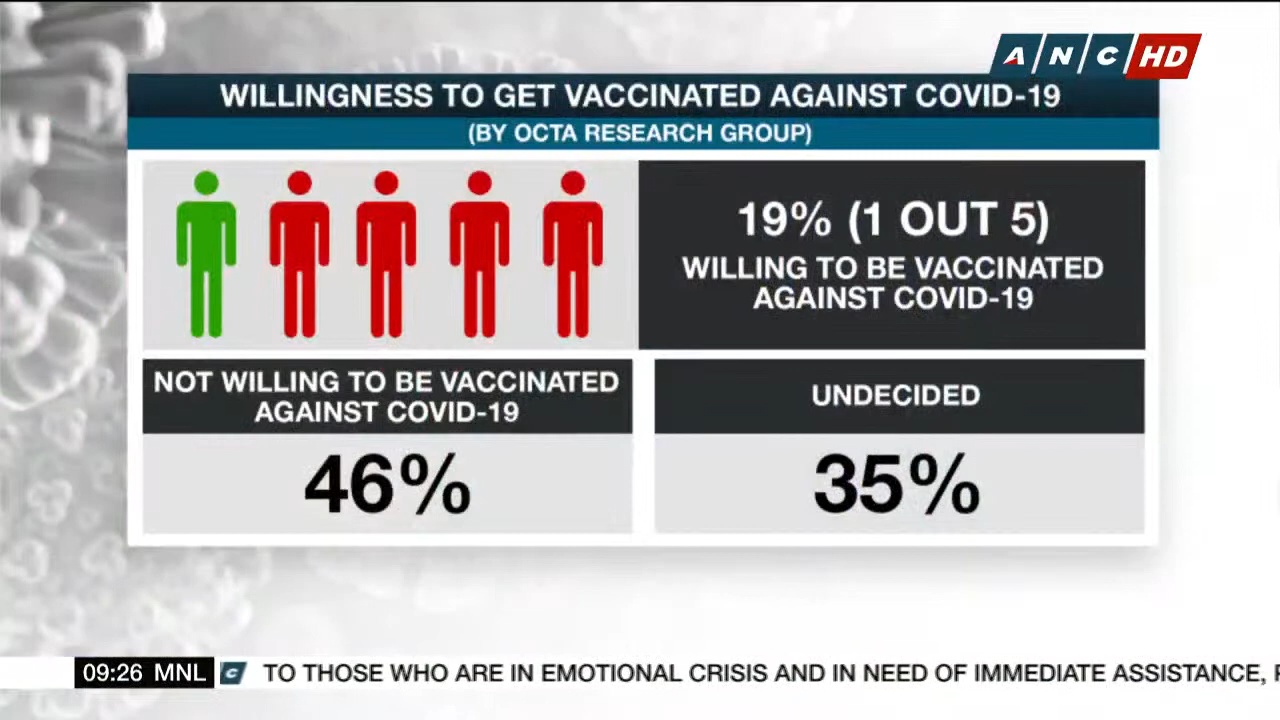 ANC HD
WILLINGNESS TO GET VACCINATED AGAINST COVID-19
(BY OCTA RESEARCH GROUP)
19% (1 OUT 5)
WILLING TO BE VACCINATED
AGAINST COVID-19
NOT WILLING TO BE VACCINATED
AGAINST COVID-19
46%
UNDECIDED
35%
09:26 MNL
TO THOSE WHO ARE IN EMOTIONAL CRISIS AND IN NEED OF IMMEDIATE ASSISTANCE,